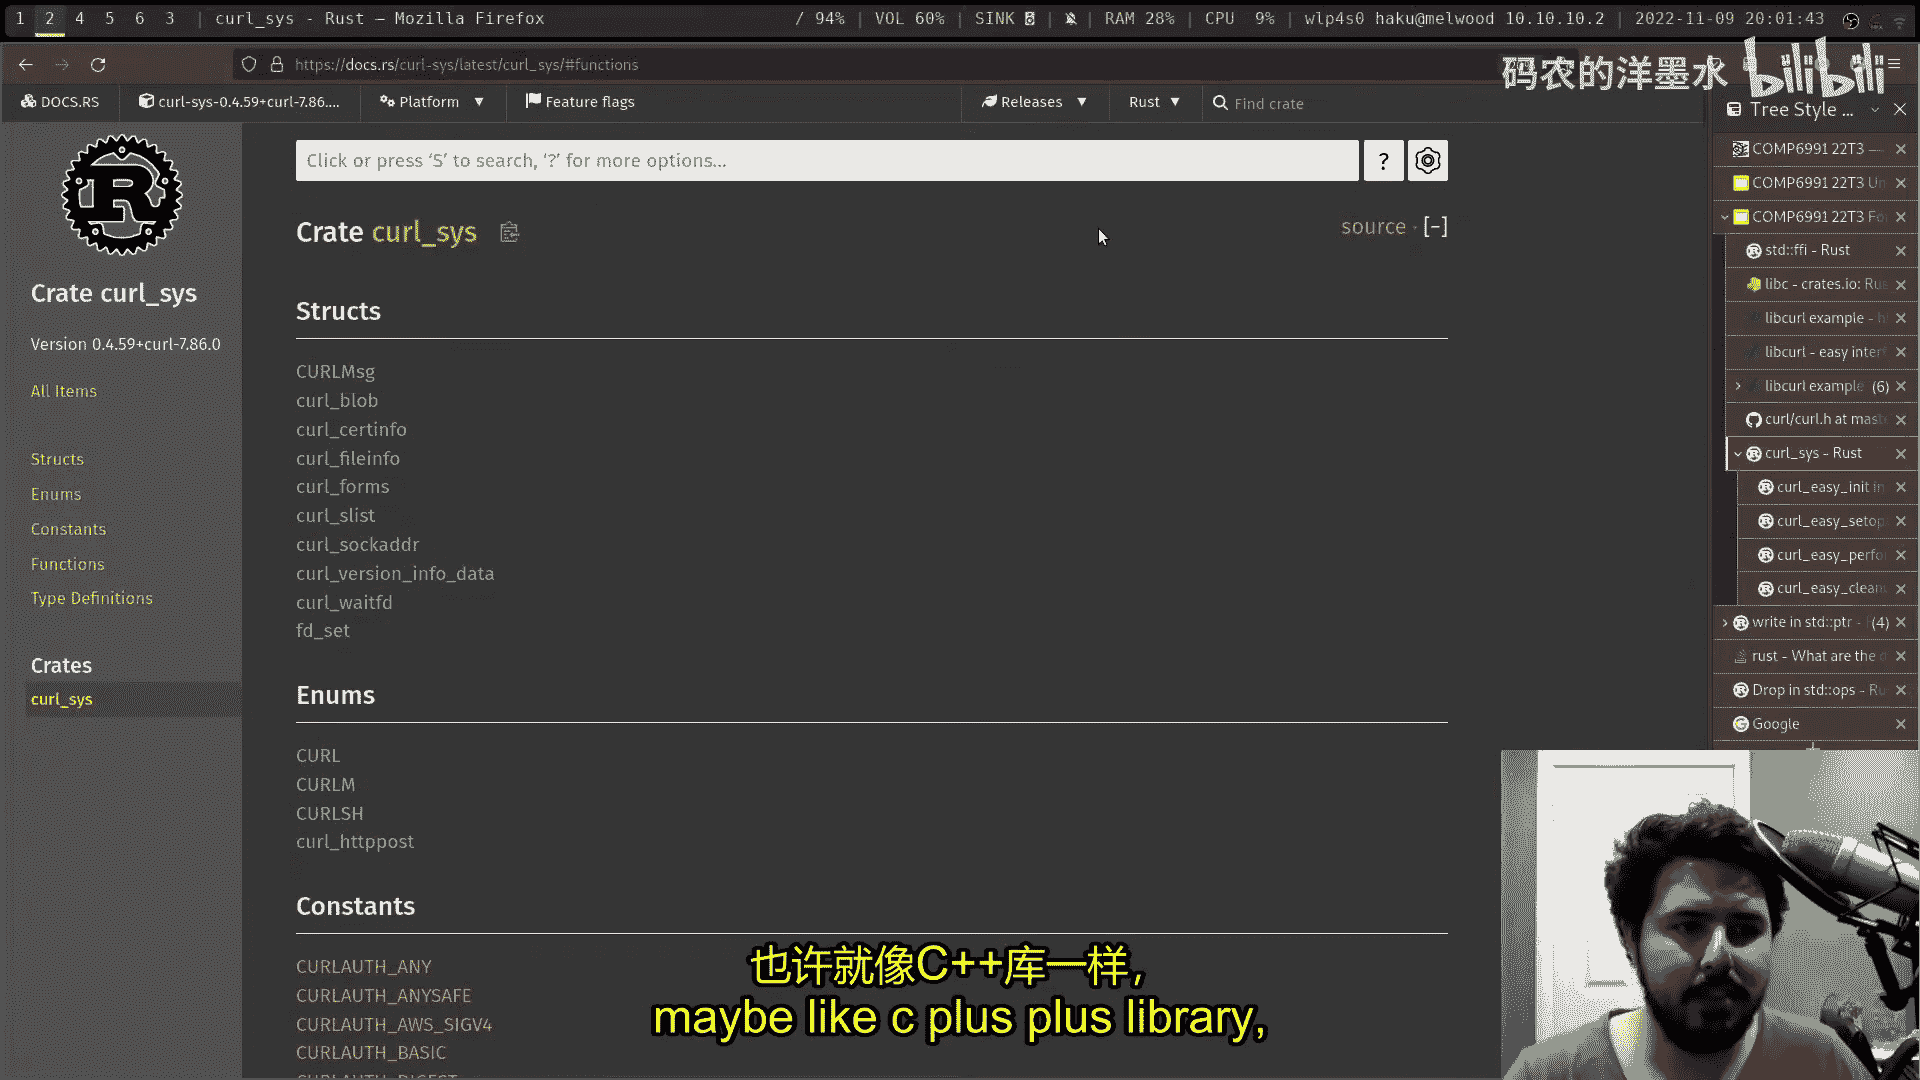 1 2 4 5 6 3 | curl_sys - Rust — Mozilla Firefox / 94% | VOL 60% | SINK | | RAM 28% | CPU 9% | wlp4s0 haku@melwood 10.10.10.2 | 2022-11-09 20:01:43
https://docs.rs/curl-sys/latest/curl_sys/#functions
码农的洋墨水 bilibili
DOCS.RS curl-sys-0.4.59+curl-7.86.... Platform Feature flags Releases Rust Find crate
Tree Style ...
Click or press ‘S’ to search, ‘?’ for more options... ?
Crate curl_sys
source · [-]
Crate curl_sys
Version 0.4.59+curl-7.86.0
All Items
Structs
Enums
Constants
Functions
Type Definitions
Crates
curl_sys
Structs
CURLMsg
curl_blob
curl_certinfo
curl_fileinfo
curl_forms
curl_slist
curl_sockaddr
curl_version_info_data
curl_waitfd
fd_set
Enums
CURL
CURLM
CURLSH
curl_httppost
Constants
CURLAUTH_ANY
CURLAUTH_ANYSAFE
CURLAUTH_AWS_SIGV4
CURLAUTH_BASIC
CURLAUTH_DIGEST
COMP6991 22T3 —
COMP6991 22T3 Un
COMP6991 22T3 Fo
std::ffi - Rust
libc - crates.io: Rus
libcurl example - h
libcurl - easy interf
libcurl example (6)
curl/curl.h at mast
curl_sys - Rust
curl_easy_init in
curl_easy_setop
curl_easy_perfo
curl_easy_clean
write in std::ptr - (4)
rust - What are the
Drop in std::ops - Ru
Google
也许就像C++库一样,
maybe like c plus plus library,